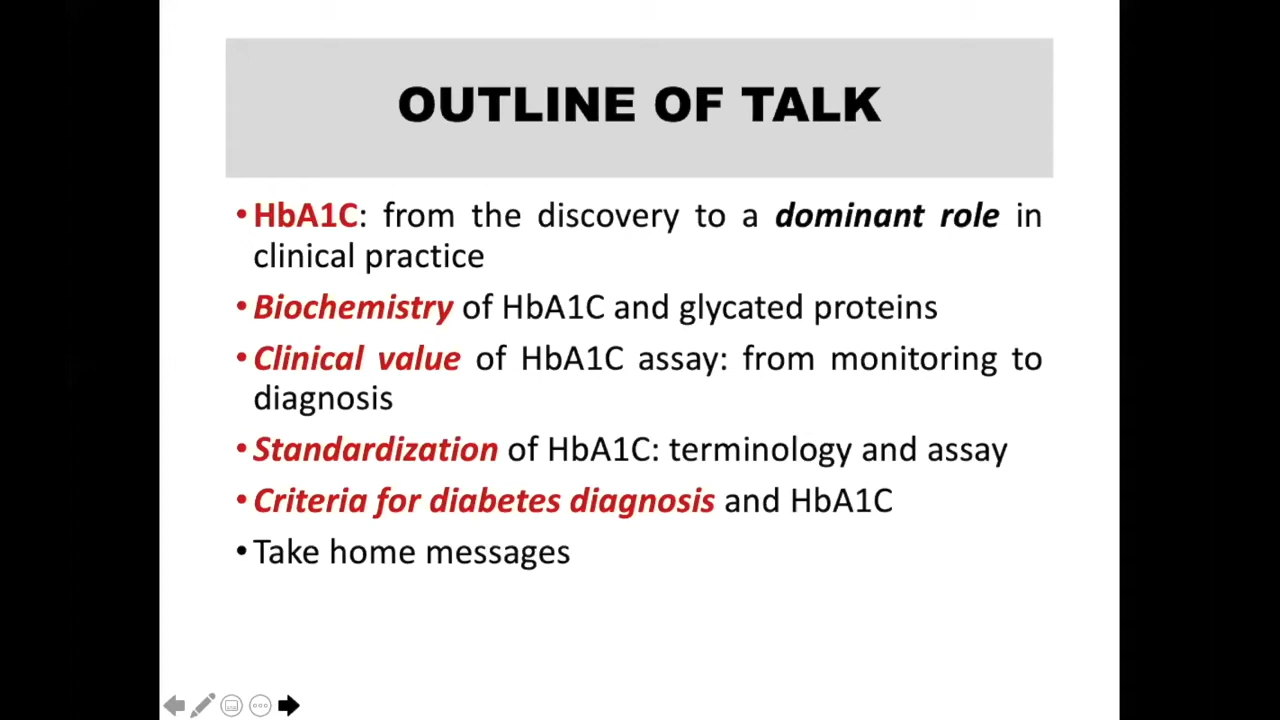 OUTLINE OF TALK
•HbA1C: from the discovery to a dominant role in
clinical practice
•Biochemistry of HbA1C and glycated proteins
•Clinical value of HbA1C assay: from monitoring to
diagnosis
•Standardization of HbA1C: terminology and assay
•Criteria for diabetes diagnosis and HbA1C
•Take home messages